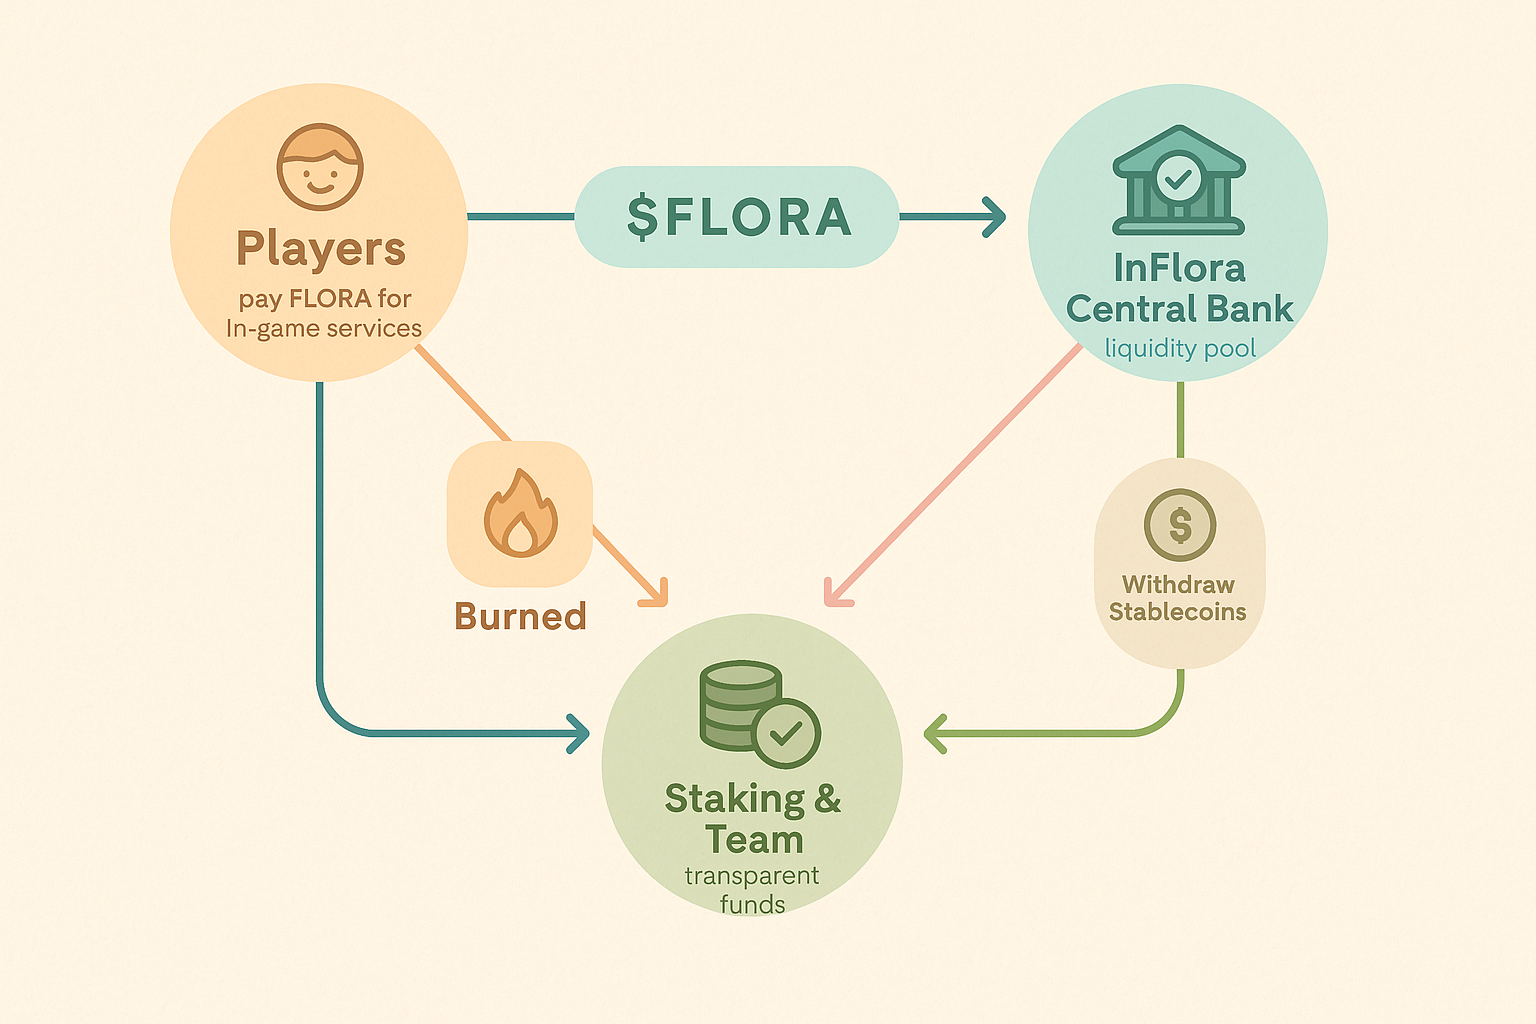 Players
pay FLORA for
In-game services
$FLORA
InFlora
Central Bank
liquidity pool
Burned
$
Withdraw
Stablecoins
Staking &
Team
transparent
funds